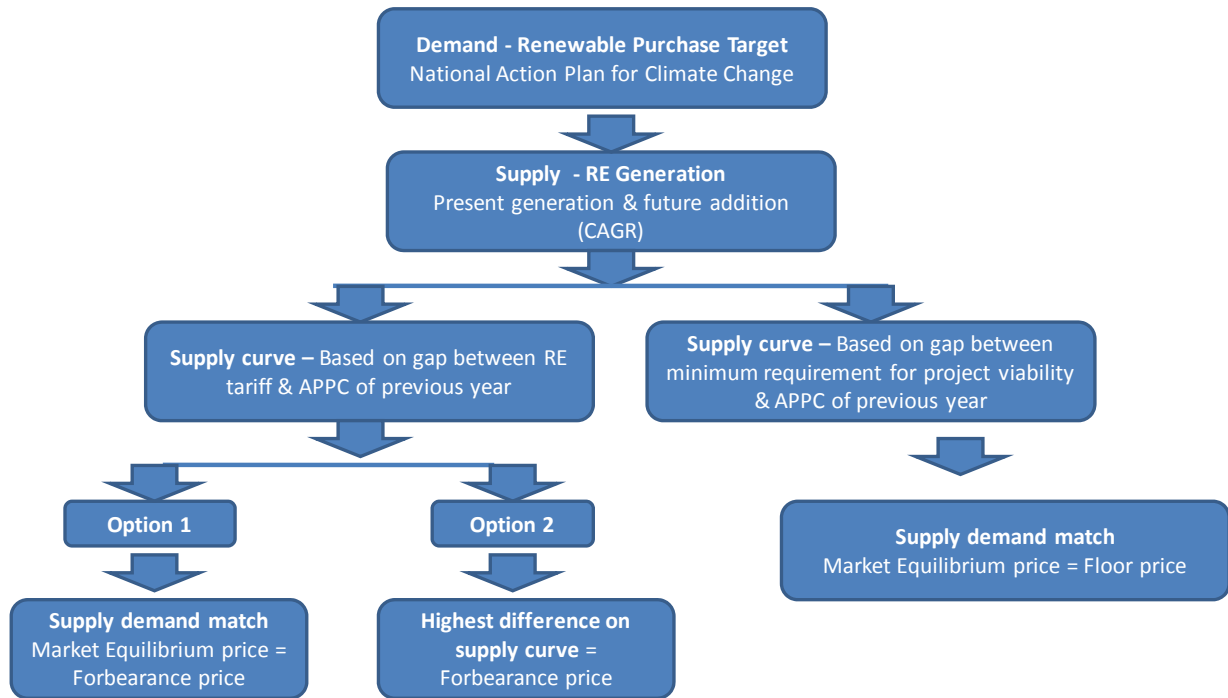 Demand - Renewable Purchase Target
National Action Plan for Climate Change
Supply - RE Generation
Present generation & future addition
(CAGR)
Supply curve – Based on gap between RE
tariff & APPC of previous year
Supply curve – Based on gap between
minimum requirement for project viability
& APPC of previous year
Option 1
Option 2
Supply demand match
Market Equilibrium price = Floor price
Supply demand match
Market Equilibrium price =
Forbearance price
Highest difference on
supply curve =
Forbearance price